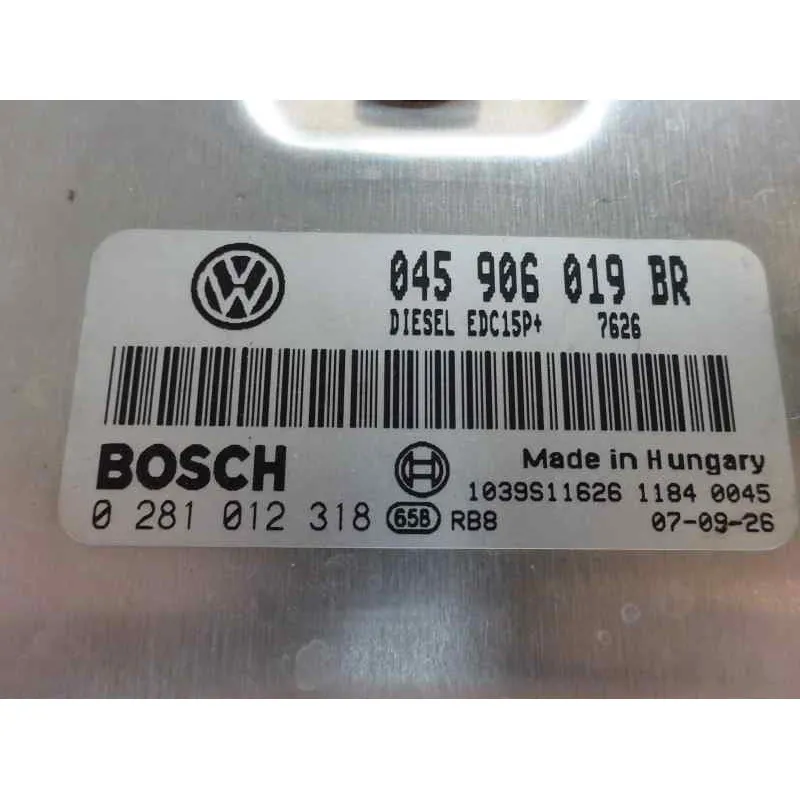 045 906 019 BR
DIESEL EDC15P+ 7626
BOSCH
Made in Hungary
1039S11626 1184 0045
0 281 012 318 65B RB8 07-09-26